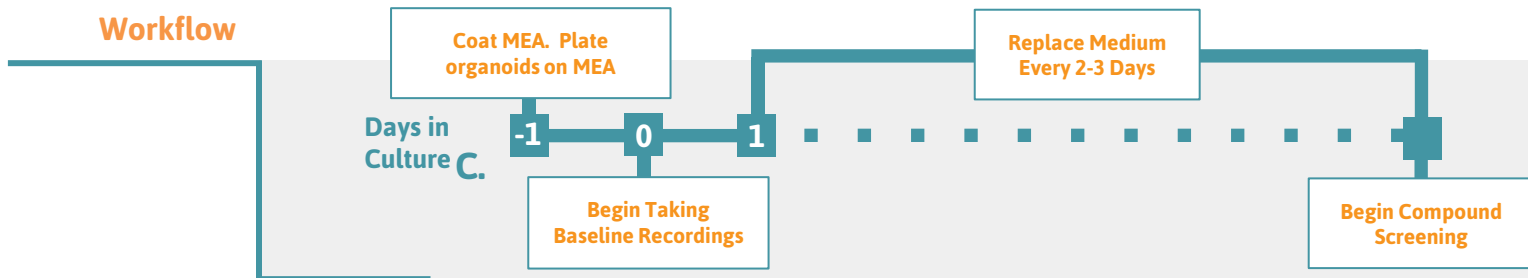 Workflow
Coat MEA. Plate
organoids on MEA
Replace Medium
Every 2-3 Days
Days in
Culture
C.
-1
0
1
Begin Taking
Baseline Recordings
Begin Compound
Screening